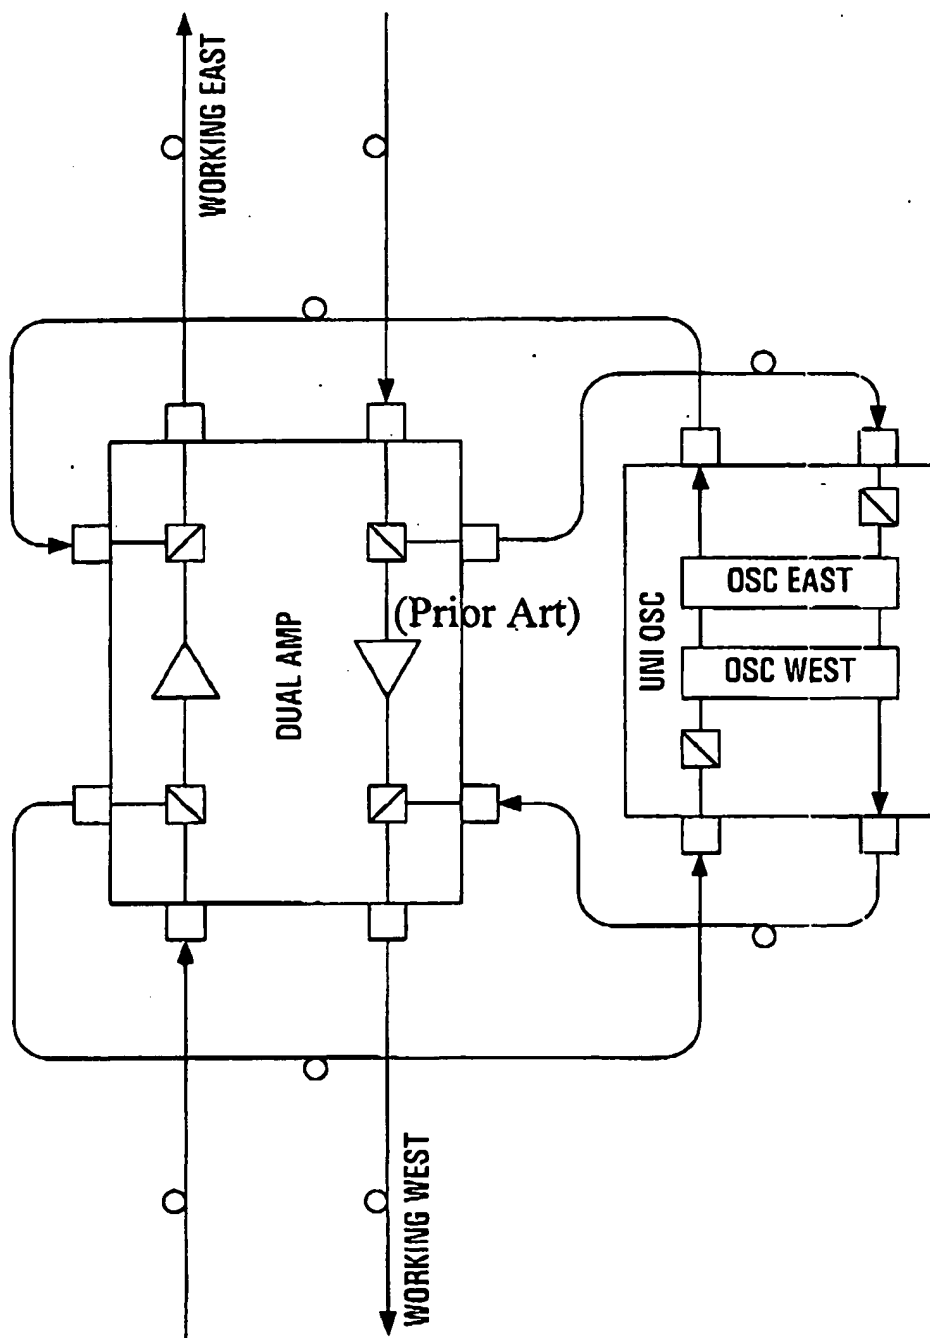 WORKING EAST
DUAL AMP
(Prior Art)
UNI OSC
OSC EAST
OSC WEST
WORKING WEST